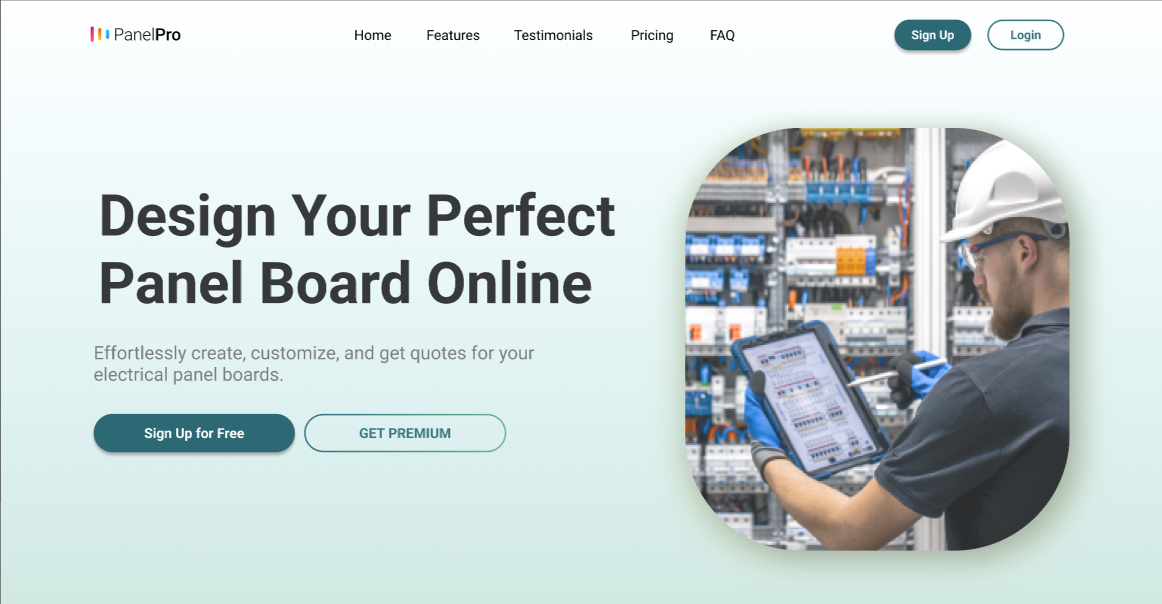 PanelPro
Home
Features
Testimonials
Pricing
FAQ
Sign Up
Login
Design Your Perfect
Panel Board Online
Effortlessly create, customize, and get quotes for your
electrical panel boards.
Sign Up for Free
GET PREMIUM